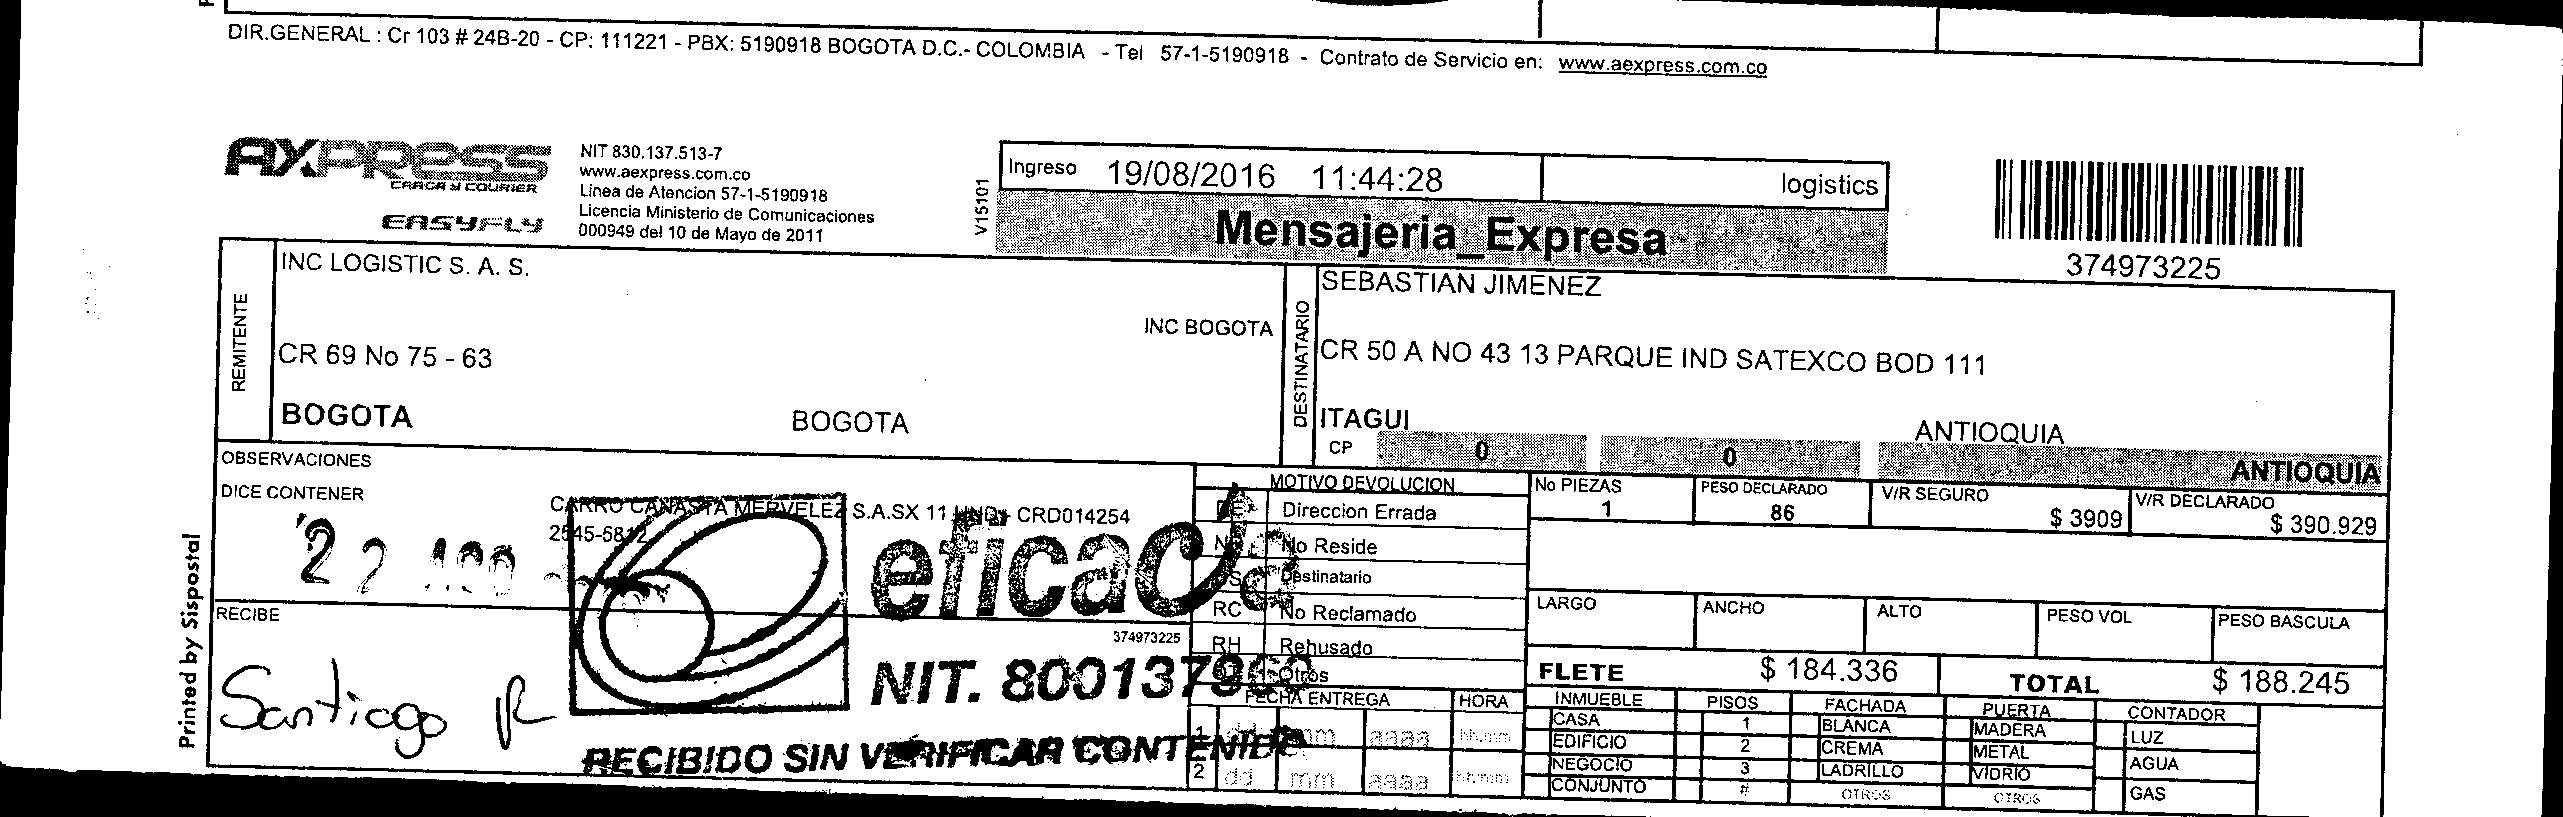 DIR.GENERAL : Cr 103 # 24B-20 - CP: 111221 - PBX: 5190918 BOGOTA D.C.- COLOMBIA - Tel 57-1-5190918 - Contrato de Servicio en: www.aexpress.com.co
AXPRESS
CARGA Y COURIER
EASYFLY
NIT 830.137.513-7
www.aexpress.com.co
Linea de Atencion 57-1-5190918
Licencia Ministerio de Comunicaciones
000949 del 10 de Mayo de 2011
V15101
Ingreso 19/08/2016 11:44:28 logistics
Mensajeria_Expresa
374973225
REMITENTE
INC LOGISTIC S. A. S.
INC BOGOTA
CR 69 No 75 - 63
BOGOTA BOGOTA
DESTINATARIO
SEBASTIAN JIMENEZ
CR 50 A NO 43 13 PARQUE IND SATEXCO BOD 111
ITAGUI ANTIOQUIA
CP 0 0 ANTIOQUIA
OBSERVACIONES
DICE CONTENER
CARRO CANASTA MERVELEZ S.A.SX 11 CRD014254
22 AGO
eficacia
NIT. 800137960
RECIBIDO SIN VERIFICAR CONTENIDO
RECIBE
374973225
Santiago R
Printed by Sispostal
MOTIVO DEVOLUCION
DE Direccion Errada
No Reside
Destinatario
RC No Reclamado
RH Rehusado
Otros
FECHA ENTREGA HORA
1 dd mm aaaa hh:mm
2 dd mm aaaa hh:mm
No PIEZAS 1
PESO DECLARADO 86
V/R SEGURO $ 3909
V/R DECLARADO $ 390.929
LARGO ANCHO ALTO PESO VOL PESO BASCULA
FLETE $ 184.336 TOTAL $ 188.245
INMUEBLE PISOS FACHADA PUERTA CONTADOR
CASA 1 BLANCA MADERA LUZ
EDIFICIO 2 CREMA METAL AGUA
NEGOCIO 3 LADRILLO VIDRIO
CONJUNTO # OTROS OTROS GAS